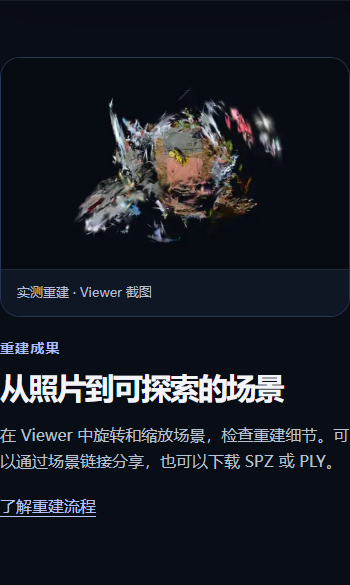 实测重建 · Viewer 截图
重建成果
从照片到可探索的场景
在 Viewer 中旋转和缩放场景，检查重建细节。可
以通过场景链接分享，也可以下载 SPZ 或 PLY。
了解重建流程